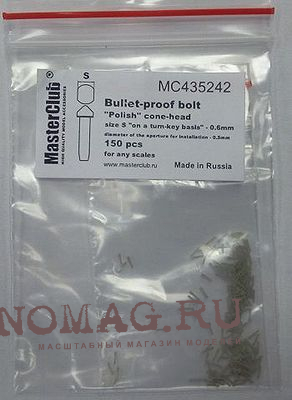 MasterClub
HIGH QUALITY MODEL ACCESSORIES
S
MC435242
Bullet-proof bolt
"Polish" cone-head
size S "on a turn-key basis" - 0.6mm
diameter of the aperture for installation - 0.5mm
150 pcs
for any scales
www.masterclub.ru
Made in Russia
NOMAG.RU
МАСШТАБНЫЙ МАГАЗИН МОДЕЛЕЙ